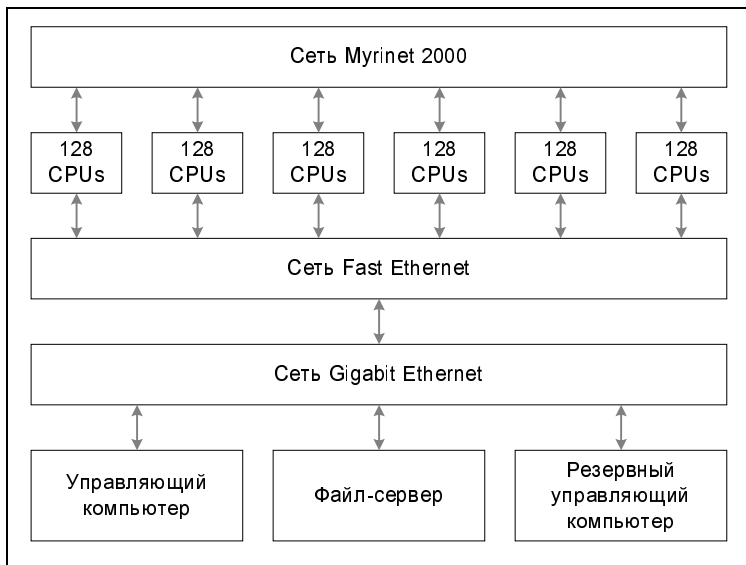 Сеть Myrinet 2000
128
CPUs
128
CPUs
128
CPUs
128
CPUs
128
CPUs
128
CPUs
Сеть Fast Ethernet
Сеть Gigabit Ethernet
Управляющий
компьютер
Файл-сервер
Резервный
управляющий
компьютер